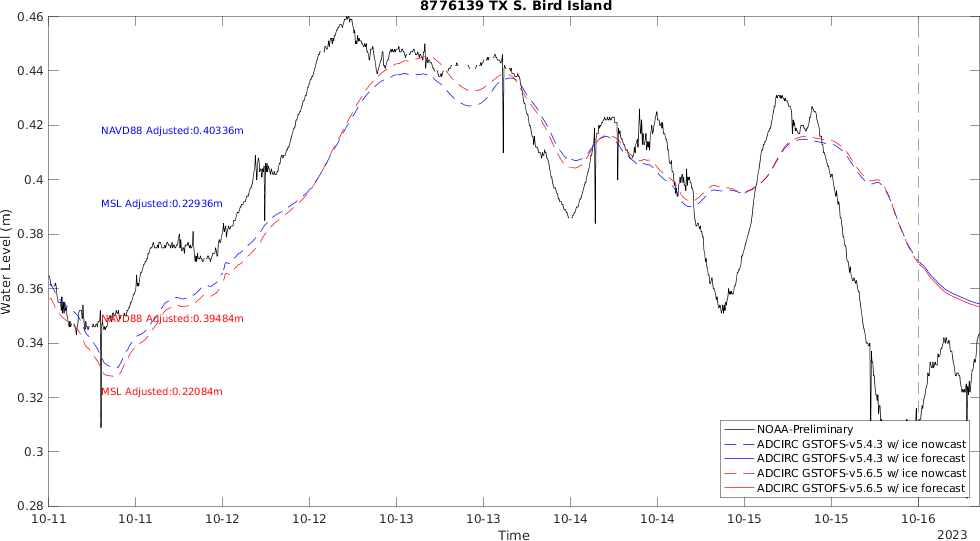 8776139 TX S. Bird Island
0.46
0.44
0.42
0.4
0.38
0.36
0.34
0.32
0.3
0.28
Water Level (m)
NAVD88 Adjusted:0.40336m
MSL Adjusted:0.22936m
NAVD88 Adjusted:0.39484m
MSL Adjusted:0.22084m
NOAA-Preliminary
ADCIRC GSTOFS-v5.4.3 w/ ice nowcast
ADCIRC GSTOFS-v5.4.3 w/ ice forecast
ADCIRC GSTOFS-v5.6.5 w/ ice nowcast
ADCIRC GSTOFS-v5.6.5 w/ ice forecast
10-11 10-11 10-12 10-12 10-13 10-13 10-14 10-14 10-15 10-15 10-16
Time
2023